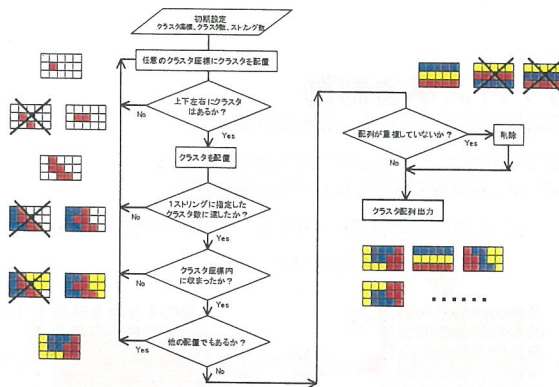 初期設定
クラスタ座標、クラスタ数、ストリング数
任意のクラスタ座標にクラスタを配置
上下左右にクラスタ
はあるか?
No
Yes
クラスタを配置
1ストリングに指定した
クラスタ数に達したか?
No
Yes
クラスタ座標内
に収まったか?
No
Yes
他の配置でもあるか?
Yes
No
配列が重複していないか?
Yes
削除
No
クラスタ配列出力
......